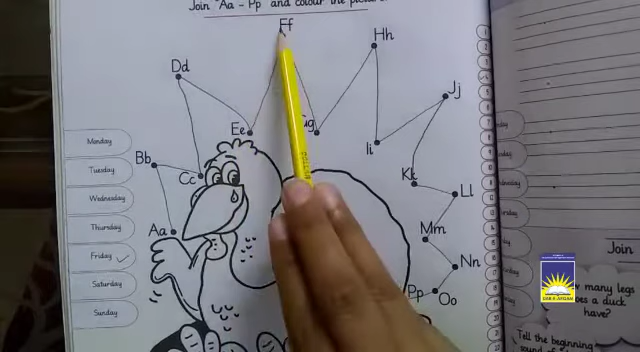 Join "Aa - Pp" and colour the picture.
Ff
Hh
Dd
Jj
Ee
Gg
Ii
Bb
Cc
Kk
Ll
Aa
Mm
Nn
Pp
Oo
Monday
Tuesday
Wednesday
Thursday
Friday
Saturday
Sunday
Join
many legs
does a duck
have?
Tell the beginning